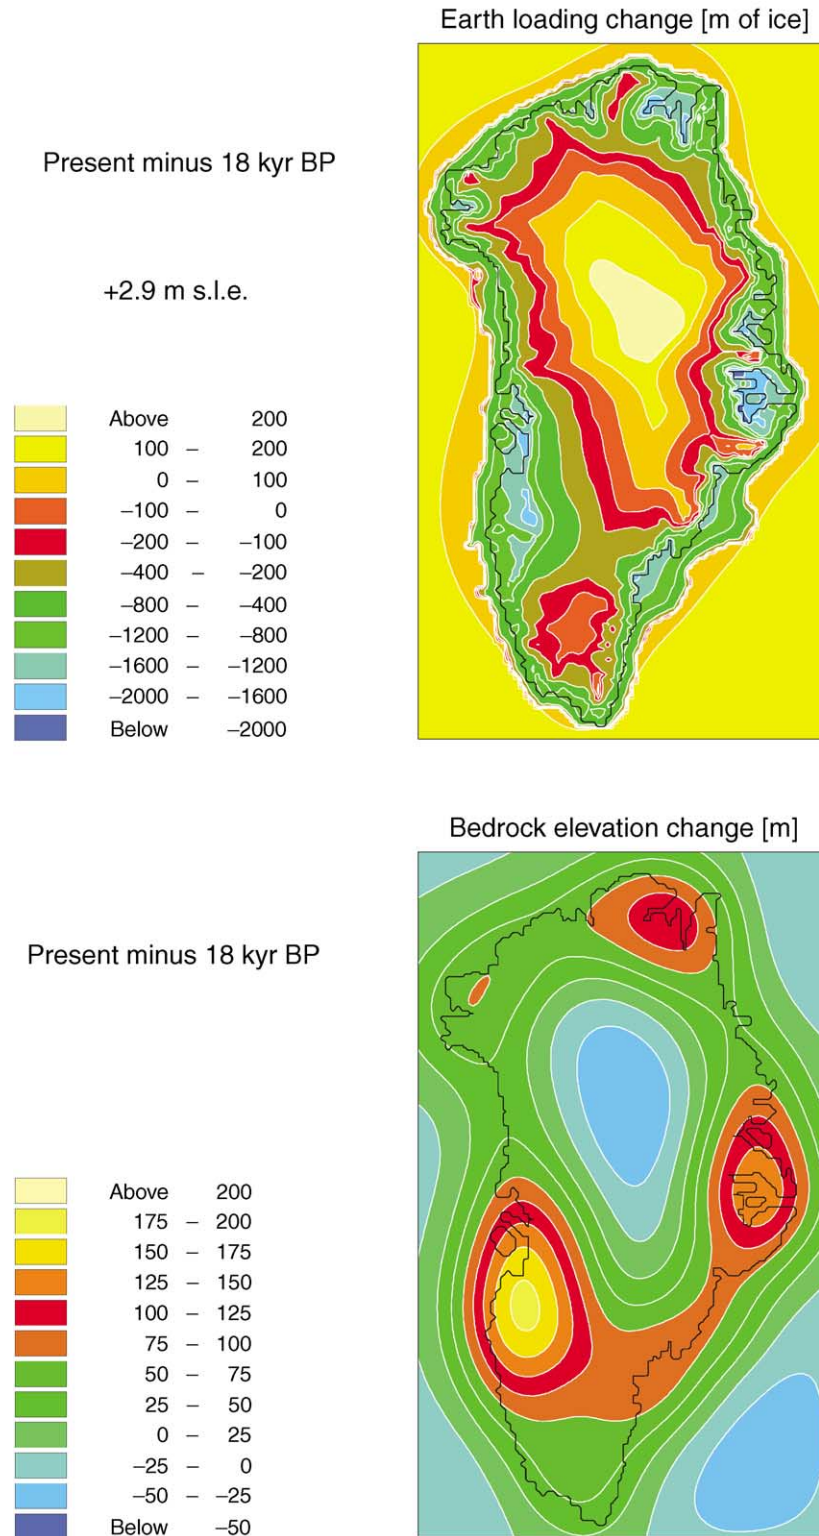 Earth loading change [m of ice]
Present minus 18 kyr BP
+2.9 m s.l.e.
Above 200
100 – 200
0 – 100
–100 0
–200 – –100
–400 – –200
–800 – –400
–1200 – –800
–1600 – –1200
–2000 – –1600
Below –2000
Bedrock elevation change [m]
Present minus 18 kyr BP
Above 200
175 – 200
150 – 175
125 – 150
100 – 125
75 – 100
50 – 75
25 – 50
0 – 25
–25 – 0
–50 – –25
Below –50